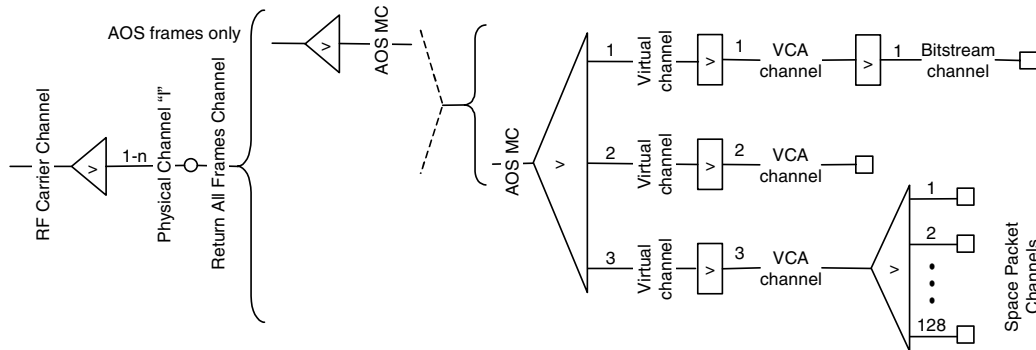 RF Carrier Channel
>
1-n
Physical Channel "I"
Return All Frames Channel
AOS frames only
>
AOS MC
AOS MC
>
1
Virtual
channel
>
1
VCA
channel
>
1
Bitstream
channel
2
Virtual
channel
>
2
VCA
channel
3
Virtual
channel
>
3
VCA
channel
>
1
2
128
Space Packet
Channels